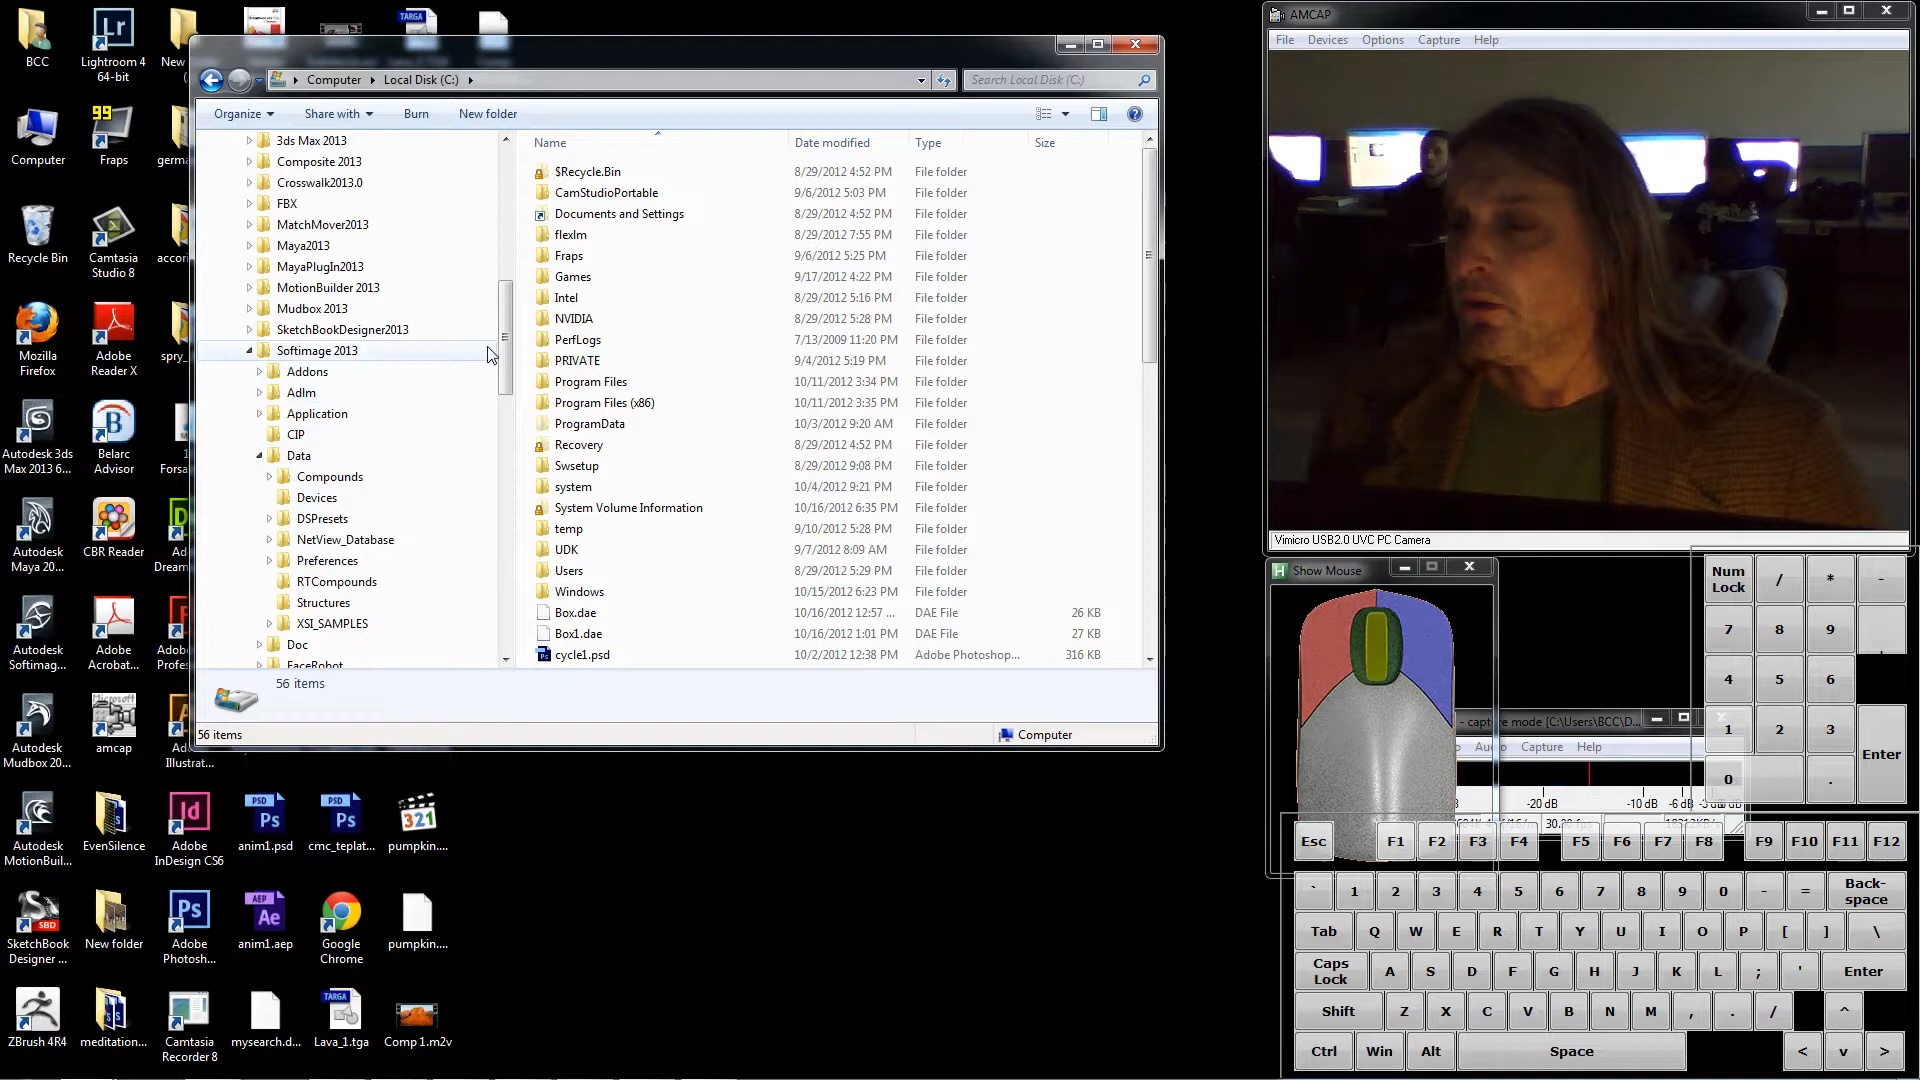 BCC
Lightroom 4
64-bit
New
Computer
Fraps
Recycle Bin
Camtasia
Studio 8
Mozilla
Firefox
Adobe
Reader X
Autodesk 3ds
Max 2013 6...
Belarc
Advisor
Autodesk
Maya 20...
CBR Reader
Autodesk
Softimag...
Adobe
Acrobat...
Autodesk
Mudbox 20...
amcap
Adobe
Illustrat...
Autodesk
MotionBuil...
EvenSilence
Adobe
InDesign CS6
anim1.psd
cmc_teplat...
pumpkin....
SketchBook
Designer ...
New folder
Adobe
Photosh...
anim1.aep
Google
Chrome
pumpkin....
ZBrush 4R4
meditation...
Camtasia
Recorder 8
mysearch.d...
Lava_1.tga
Comp 1.m2v
Computer
Local Disk (C:)
Search Local Disk (C:)
Organize
Share with
Burn
New folder
3ds Max 2013
Composite 2013
Crosswalk2013.0
FBX
MatchMover2013
Maya2013
MayaPlugIn2013
MotionBuilder 2013
Mudbox 2013
SketchBookDesigner2013
Softimage 2013
Addons
Adlm
Application
CIP
Data
Compounds
Devices
DSPresets
NetView_Database
Preferences
RTCompounds
Structures
XSI_SAMPLES
Doc
FaceRobot
Name Date modified Type Size
$Recycle.Bin 8/29/2012 4:52 PM File folder
CamStudioPortable 9/6/2012 5:03 PM File folder
Documents and Settings 8/29/2012 4:52 PM File folder
flexlm 8/29/2012 7:55 PM File folder
Fraps 9/6/2012 5:25 PM File folder
Games 9/17/2012 4:22 PM File folder
Intel 8/29/2012 5:16 PM File folder
NVIDIA 8/29/2012 5:28 PM File folder
PerfLogs 7/13/2009 11:20 PM File folder
PRIVATE 9/4/2012 5:19 PM File folder
Program Files 10/11/2012 3:34 PM File folder
Program Files (x86) 10/11/2012 3:35 PM File folder
ProgramData 10/3/2012 9:20 AM File folder
Recovery 8/29/2012 4:52 PM File folder
Swsetup 8/29/2012 9:08 PM File folder
system 10/4/2012 9:21 PM File folder
System Volume Information 10/16/2012 6:35 PM File folder
temp 9/10/2012 5:28 PM File folder
UDK 9/7/2012 8:09 AM File folder
Users 8/29/2012 5:29 PM File folder
Windows 10/15/2012 6:23 PM File folder
Box.dae 10/16/2012 12:57 ... DAE File 26 KB
Box1.dae 10/16/2012 1:01 PM DAE File 27 KB
cycle1.psd 10/2/2012 12:38 PM Adobe Photoshop... 316 KB
56 items
56 items
Computer
AMCAP
File Devices Options Capture Help
Vimicro USB2.0 UVC PC Camera
Show Mouse
- capture mode [C:\Users\BCC\D...
Capture Help
-20 dB -10 dB -6 dB
Num
Lock / * -
7 8 9
4 5 6
1 2 3
Enter
0 .
Esc F1 F2 F3 F4 F5 F6 F7 F8 F9 F10 F11 F12
` 1 2 3 4 5 6 7 8 9 0 - = Back-
space
Tab Q W E R T Y U I O P [ ] \
Caps
Lock A S D F G H J K L ; ' Enter
Shift Z X C V B N M , . / ^
Ctrl Win Alt Space < v >